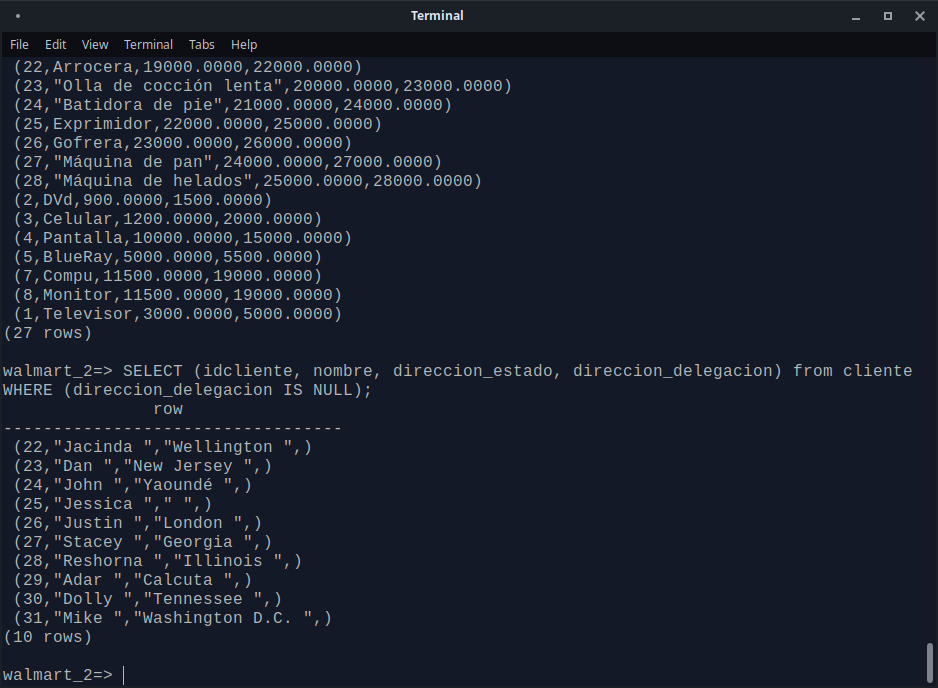 Terminal
File Edit View Terminal Tabs Help
(22,Arrocera,19000.0000,22000.0000)
(23,"Olla de cocción lenta",20000.0000,23000.0000)
(24,"Batidora de pie",21000.0000,24000.0000)
(25,Exprimidor,22000.0000,25000.0000)
(26,Gofrera,23000.0000,26000.0000)
(27,"Máquina de pan",24000.0000,27000.0000)
(28,"Máquina de helados",25000.0000,28000.0000)
(2,DVd,900.0000,1500.0000)
(3,Celular,1200.0000,2000.0000)
(4,Pantalla,10000.0000,15000.0000)
(5,BlueRay,5000.0000,5500.0000)
(7,Compu,11500.0000,19000.0000)
(8,Monitor,11500.0000,19000.0000)
(1,Televisor,3000.0000,5000.0000)
(27 rows)
walmart_2=> SELECT (idcliente, nombre, direccion_estado, direccion_delegacion) from cliente
WHERE (direccion_delegacion IS NULL);
row
----------------------------------
(22,"Jacinda ","Wellington ",)
(23,"Dan ","New Jersey ",)
(24,"John ","Yaoundé ",)
(25,"Jessica "," ",)
(26,"Justin ","London ",)
(27,"Stacey ","Georgia ",)
(28,"Reshorna ","Illinois ",)
(29,"Adar ","Calcuta ",)
(30,"Dolly ","Tennessee ",)
(31,"Mike ","Washington D.C. ",)
(10 rows)
walmart_2=>